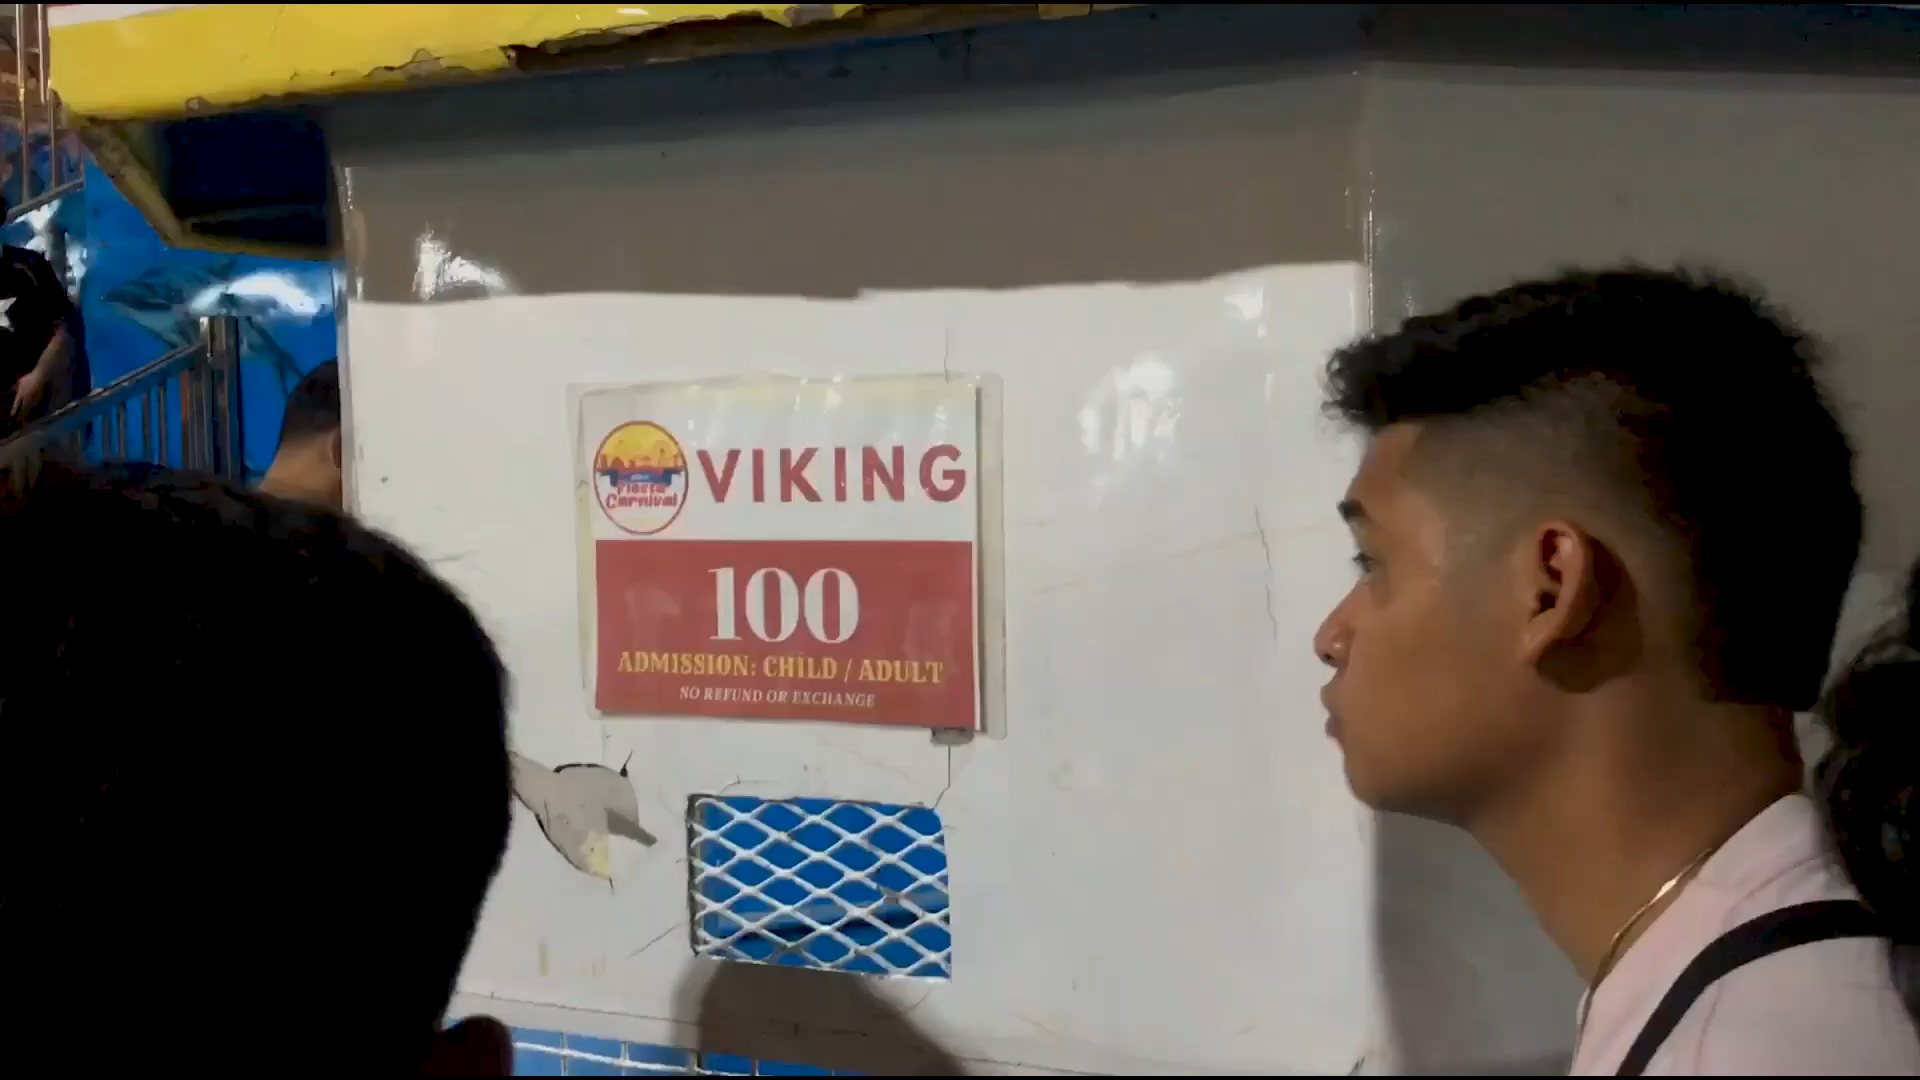 Fiesta
Carnival
VIKING
100
ADMISSION: CHILD / ADULT
NO REFUND OR EXCHANGE